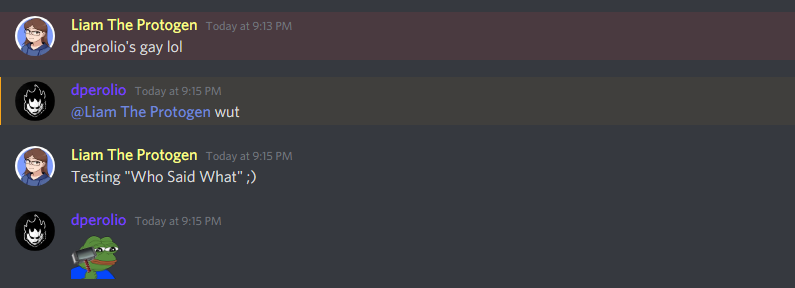 Liam The Protogen Today at 9:13 PM
dperolio's gay lol
dperolio Today at 9:15 PM
@Liam The Protogen wut
Liam The Protogen Today at 9:15 PM
Testing "Who Said What" ;)
dperolio Today at 9:15 PM